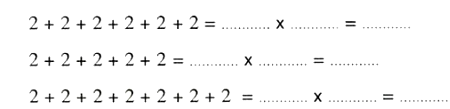 2 + 2 + 2 + 2 + 2 + 2 = ............ x ............ = ............
2 + 2 + 2 + 2 + 2 = ............ x ............ = ............
2 + 2 + 2 + 2 + 2 + 2 + 2 = ............ x ............ = ............